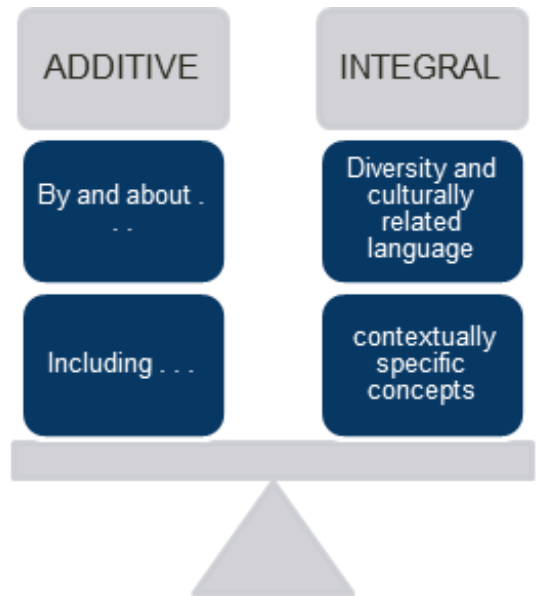 ADDITIVE
INTEGRAL
By and about .
. .
Diversity and
culturally
related
language
Including . . .
contextually
specific
concepts